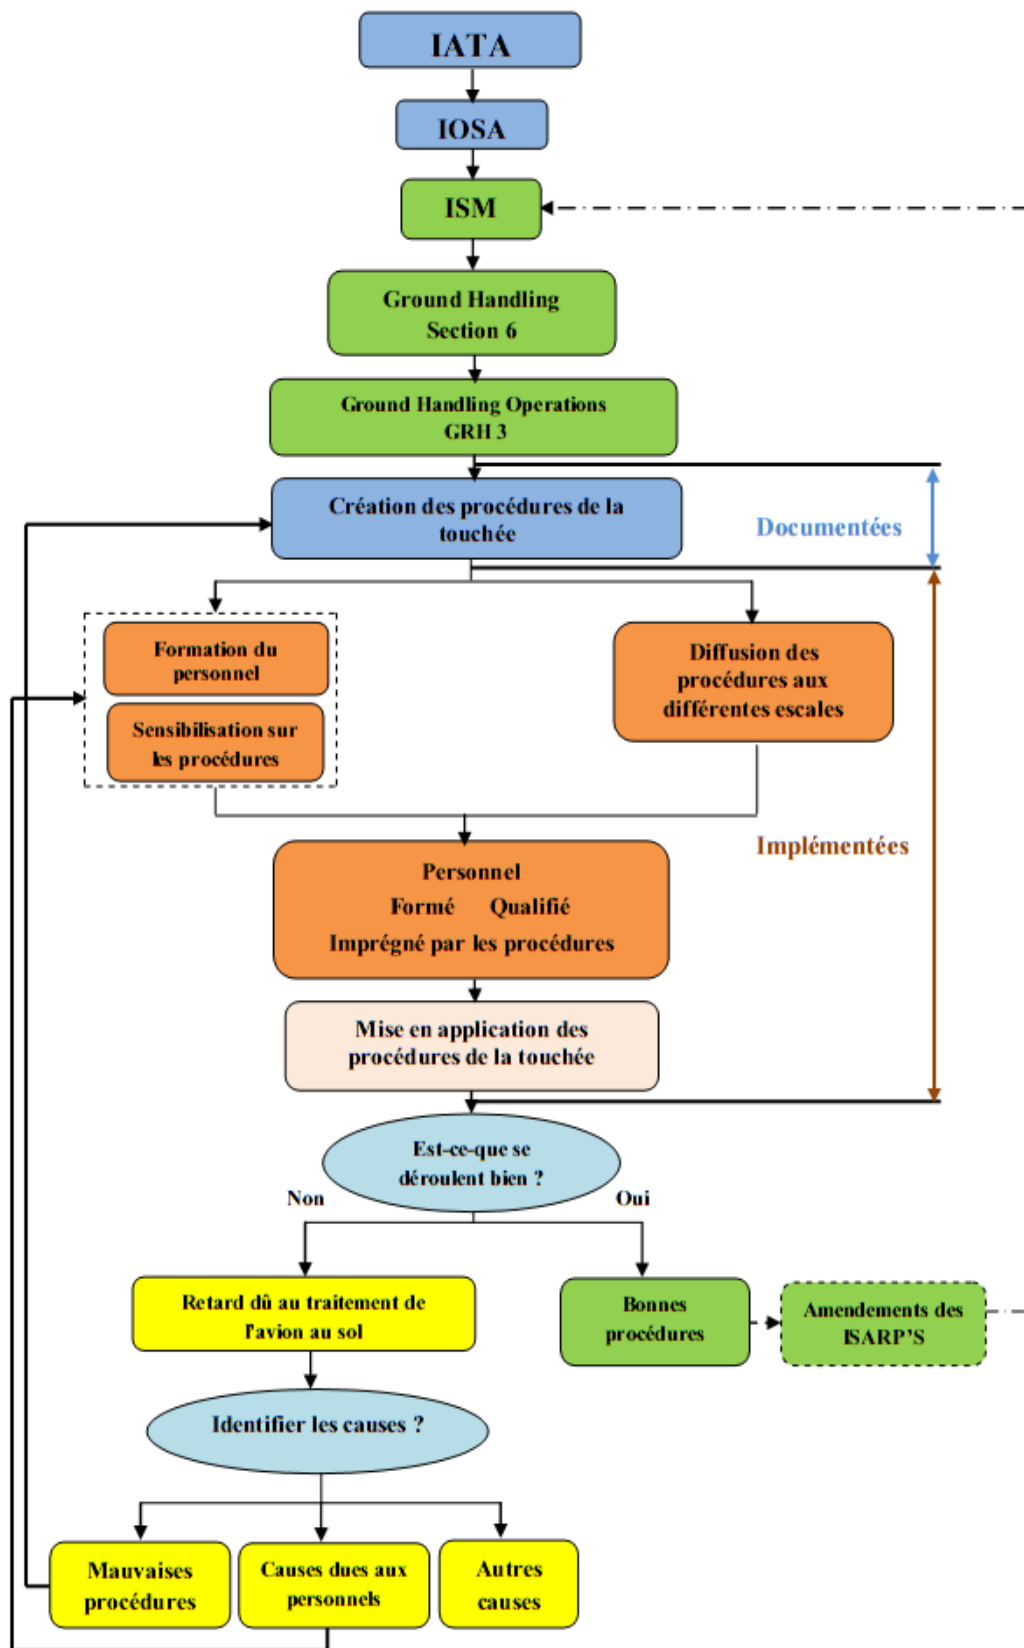 IATA
IOSA
ISM
Ground Handling
Section 6
Ground Handling Operations
GRH 3
Création des procédures de la
touchée
Documentées
Formation du
personnel
Sensibilisation sur
les procédures
Diffusion des
procédures aux
différentes escales
Implémentées
Personnel
Formé Qualifié
Imprégné par les procédures
Mise en application des
procédures de la touchée
Est-ce-que se
déroulent bien ?
Non
Oui
Retard dû au traitement de
l'avion au sol
Bonnes
procédures
Amendements des
ISARP'S
Identifier les causes ?
Mauvaises
procédures
Causes dues aux
personnels
Autres
causes